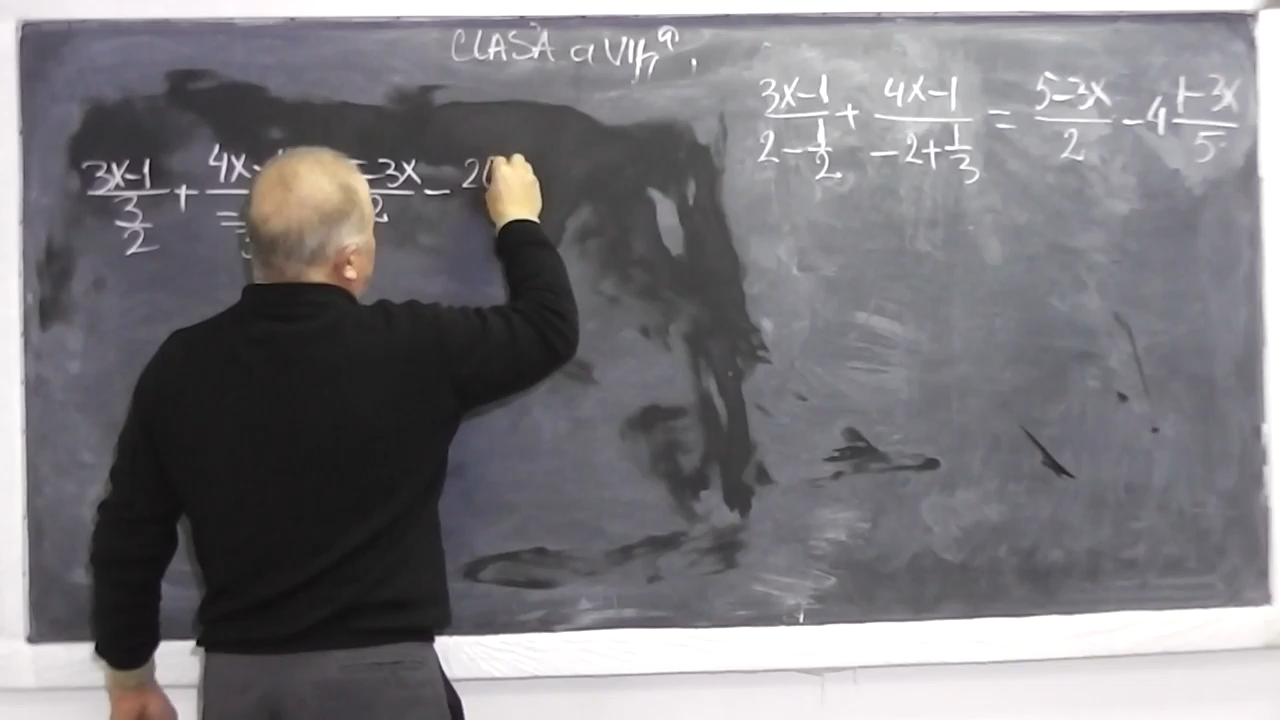 CLASA a
(3x-1)/(2-1/2) + (4x-1)/(-2+1/3) = (5-3x)/2 - 4 (1-3x)/5
(3x-1)/(3/2) + 4x- -3x/2 - 2